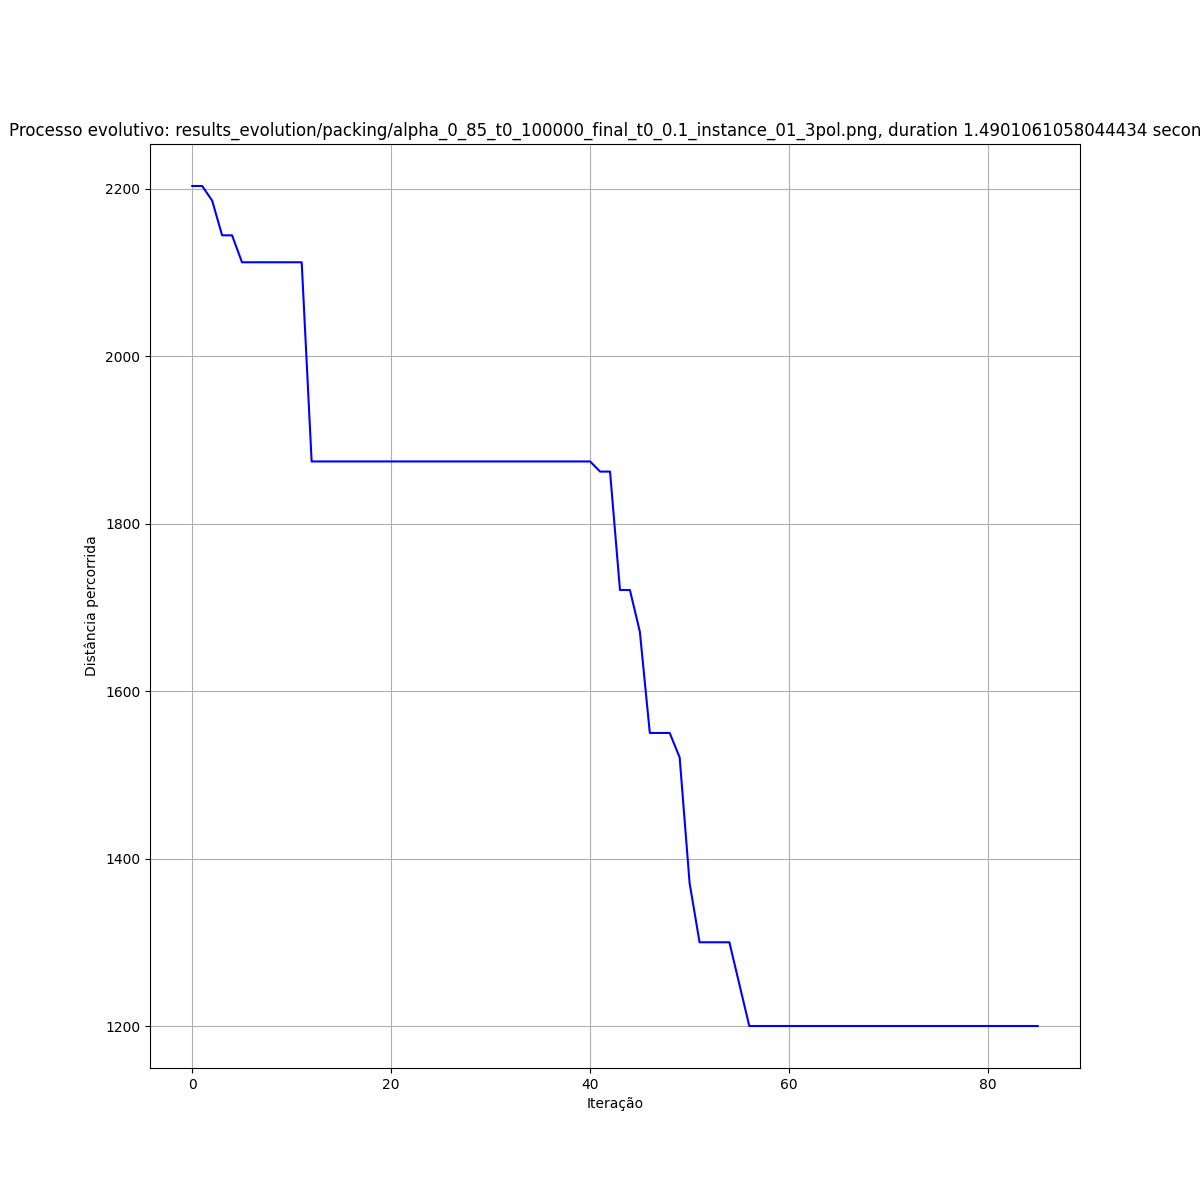 Processo evolutivo: results_evolution/packing/alpha_0_85_t0_100000_final_t0_0.1_instance_01_3pol.png, duration 1.4901061058044434 secon
2200
2000
1800
1600
1400
1200
Distância percorrida
0 20 40 60 80
Iteração